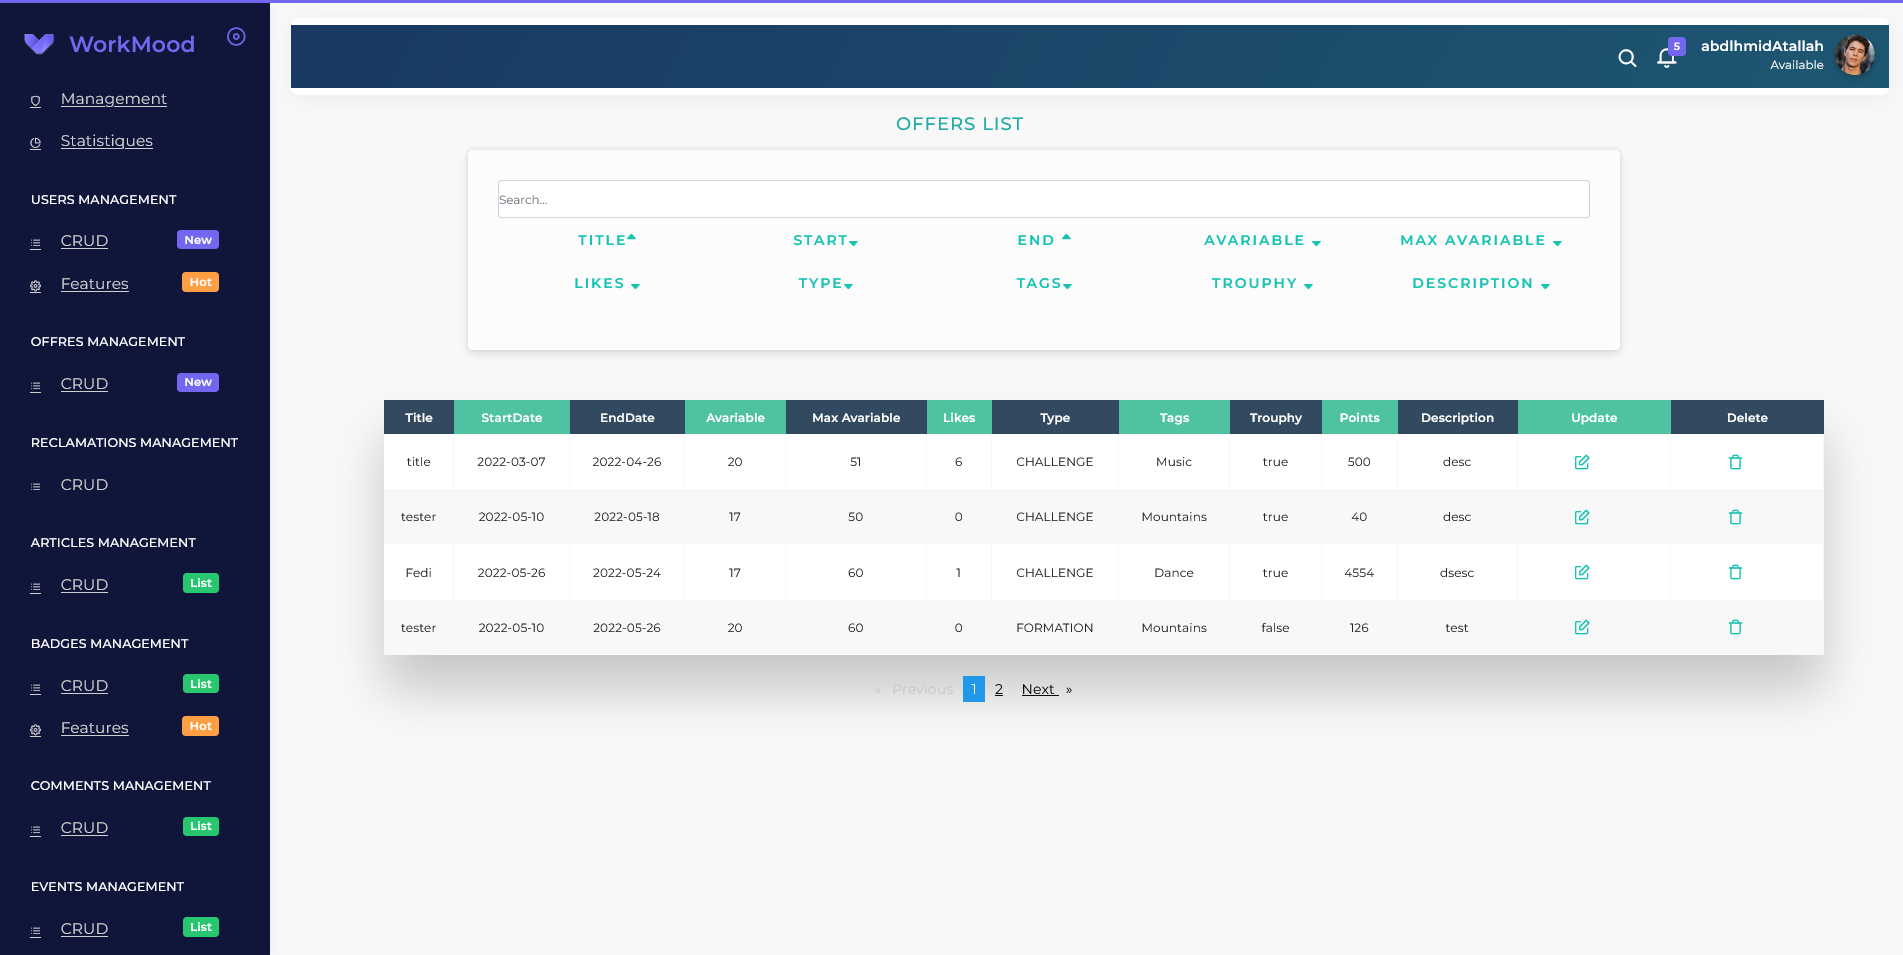 WorkMood
Management
Statistiques
USERS MANAGEMENT
CRUD New
Features Hot
OFFRES MANAGEMENT
CRUD New
RECLAMATIONS MANAGEMENT
CRUD
ARTICLES MANAGEMENT
CRUD List
BADGES MANAGEMENT
CRUD List
Features Hot
COMMENTS MANAGEMENT
CRUD List
EVENTS MANAGEMENT
CRUD List
5
abdlhmidAtallah
Available
OFFERS LIST
Search...
TITLE START END AVARIABLE MAX AVARIABLE
LIKES TYPE TAGS TROUPHY DESCRIPTION
Title StartDate EndDate Avariable Max Avariable Likes Type Tags Trouphy Points Description Update Delete
title 2022-03-07 2022-04-26 20 51 6 CHALLENGE Music true 500 desc
tester 2022-05-10 2022-05-18 17 50 0 CHALLENGE Mountains true 40 desc
Fedi 2022-05-26 2022-05-24 17 60 1 CHALLENGE Dance true 4554 dsesc
tester 2022-05-10 2022-05-26 20 60 0 FORMATION Mountains false 126 test
« Previous 1 2 Next »